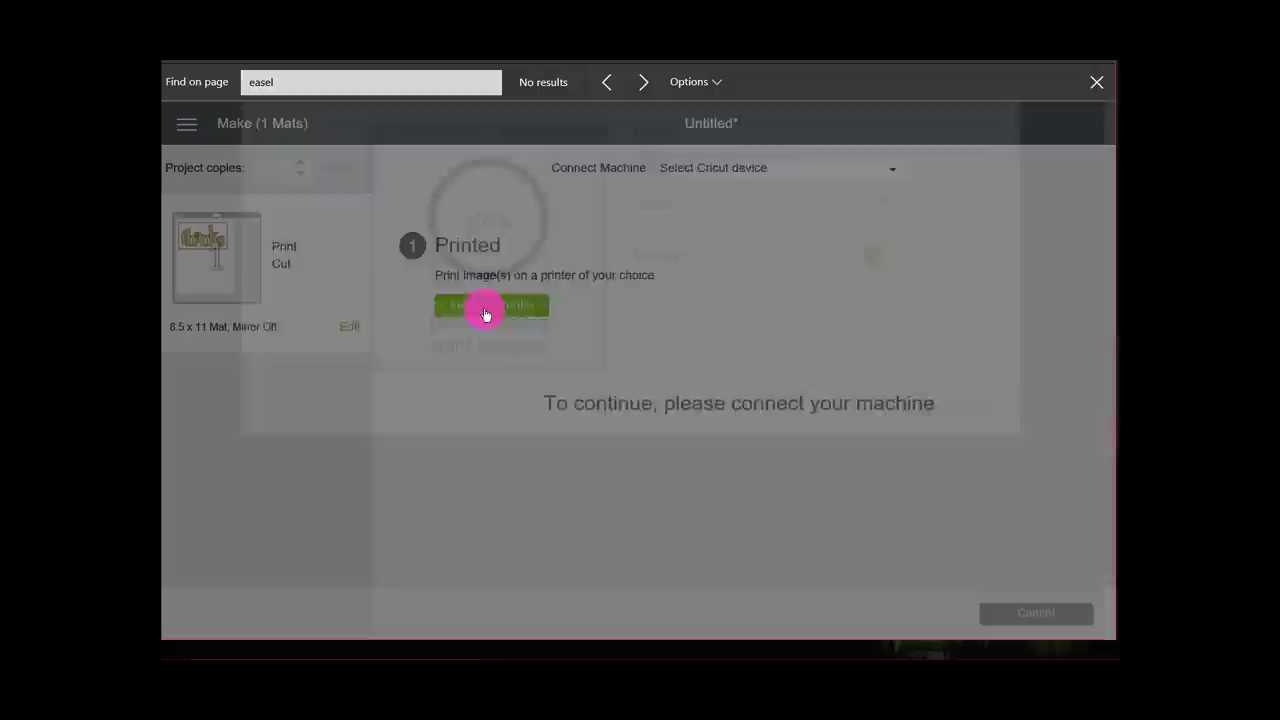 Find on page easel No results Options
Make (1 Mats) Untitled*
Project copies: Connect Machine Select Cricut device
thinks
Print
Cut
1 Printed
Print image(s) on a printer of your choice
8.5 x 11 Mat, Mirror Off Edit
To continue, please connect your machine
Cancel